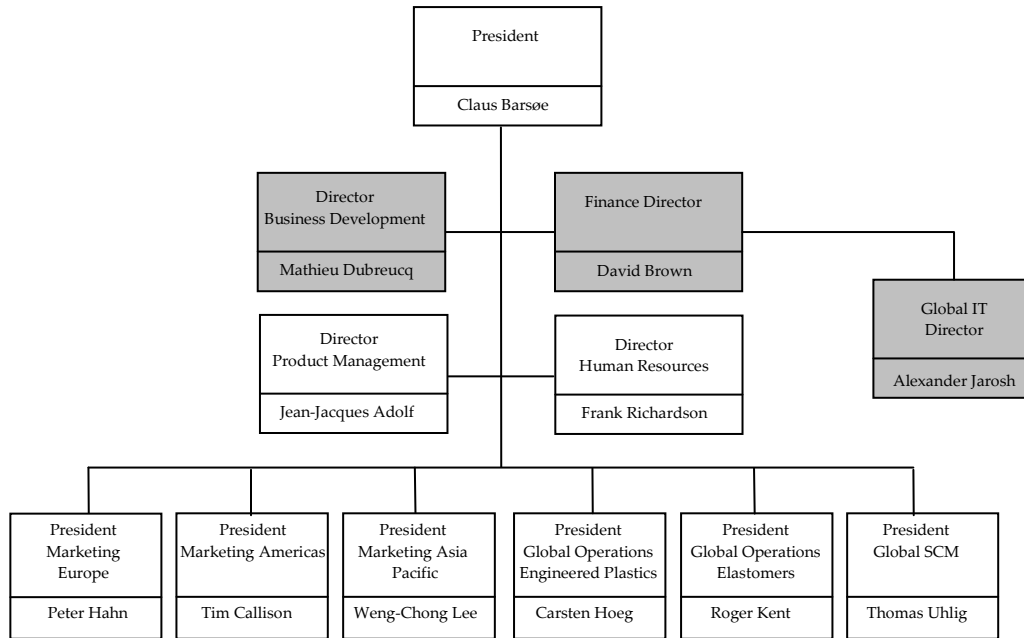 President
Claus Barsøe
Director
Business Development
Mathieu Dubreucq
Finance Director
David Brown
Global IT
Director
Alexander Jarosh
Director
Product Management
Jean-Jacques Adolf
Director
Human Resources
Frank Richardson
President
Marketing
Europe
Peter Hahn
President
Marketing Americas
Tim Callison
President
Marketing Asia
Pacific
Weng-Chong Lee
President
Global Operations
Engineered Plastics
Carsten Hoeg
President
Global Operations
Elastomers
Roger Kent
President
Global SCM
Thomas Uhlig